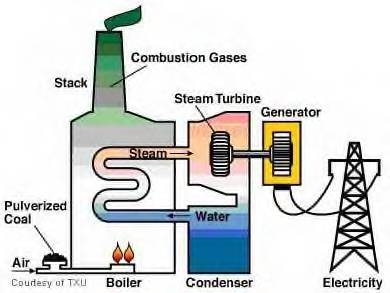 Combustion Gases
Stack
Steam Turbine
Generator
Steam
Pulverized
Coal
Water
Air
Courtesy of TXU
Boiler
Condenser
Electricity